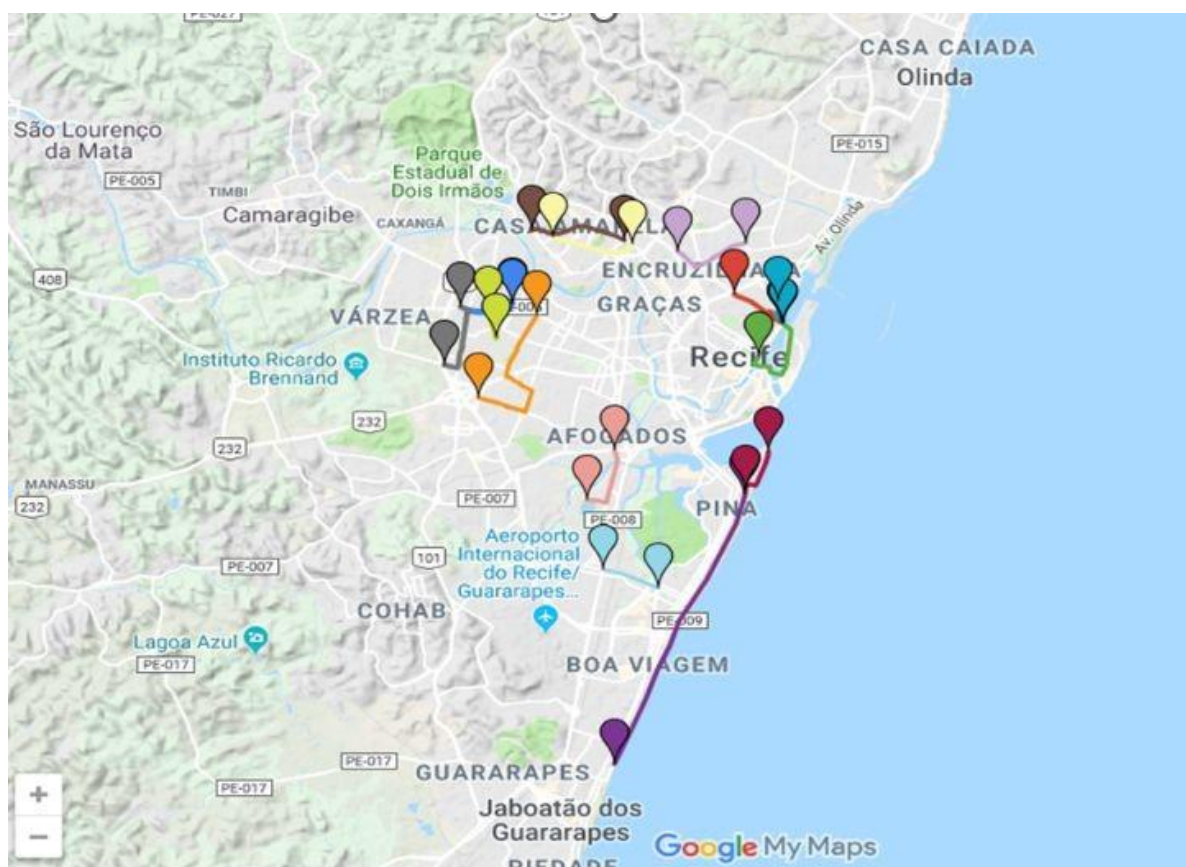 PE-027
CASA CAIADA
Olinda
São Lourenço
da Mata
PE-015
Parque
Estadual de
Dois Irmãos
PE-005
TIMBI
Camaragibe
CAXANGÁ
Av. Olinda
408
GRAÇAS
VÁRZEA
Recife
Instituto Ricardo
Brennand
232
232
AFOGADOS
MANASSU
232
PE-007
PINA
PE-008
Aeroporto
Internacional
do Recife/
Guararapes...
101
PE-007
COHAB
PE-009
Lagoa Azul
PE-017
BOA VIAGEM
PE-017
GUARARAPES
PE-017
Jaboatão dos
Guararapes
PIEDADE
+
−
Google My Maps